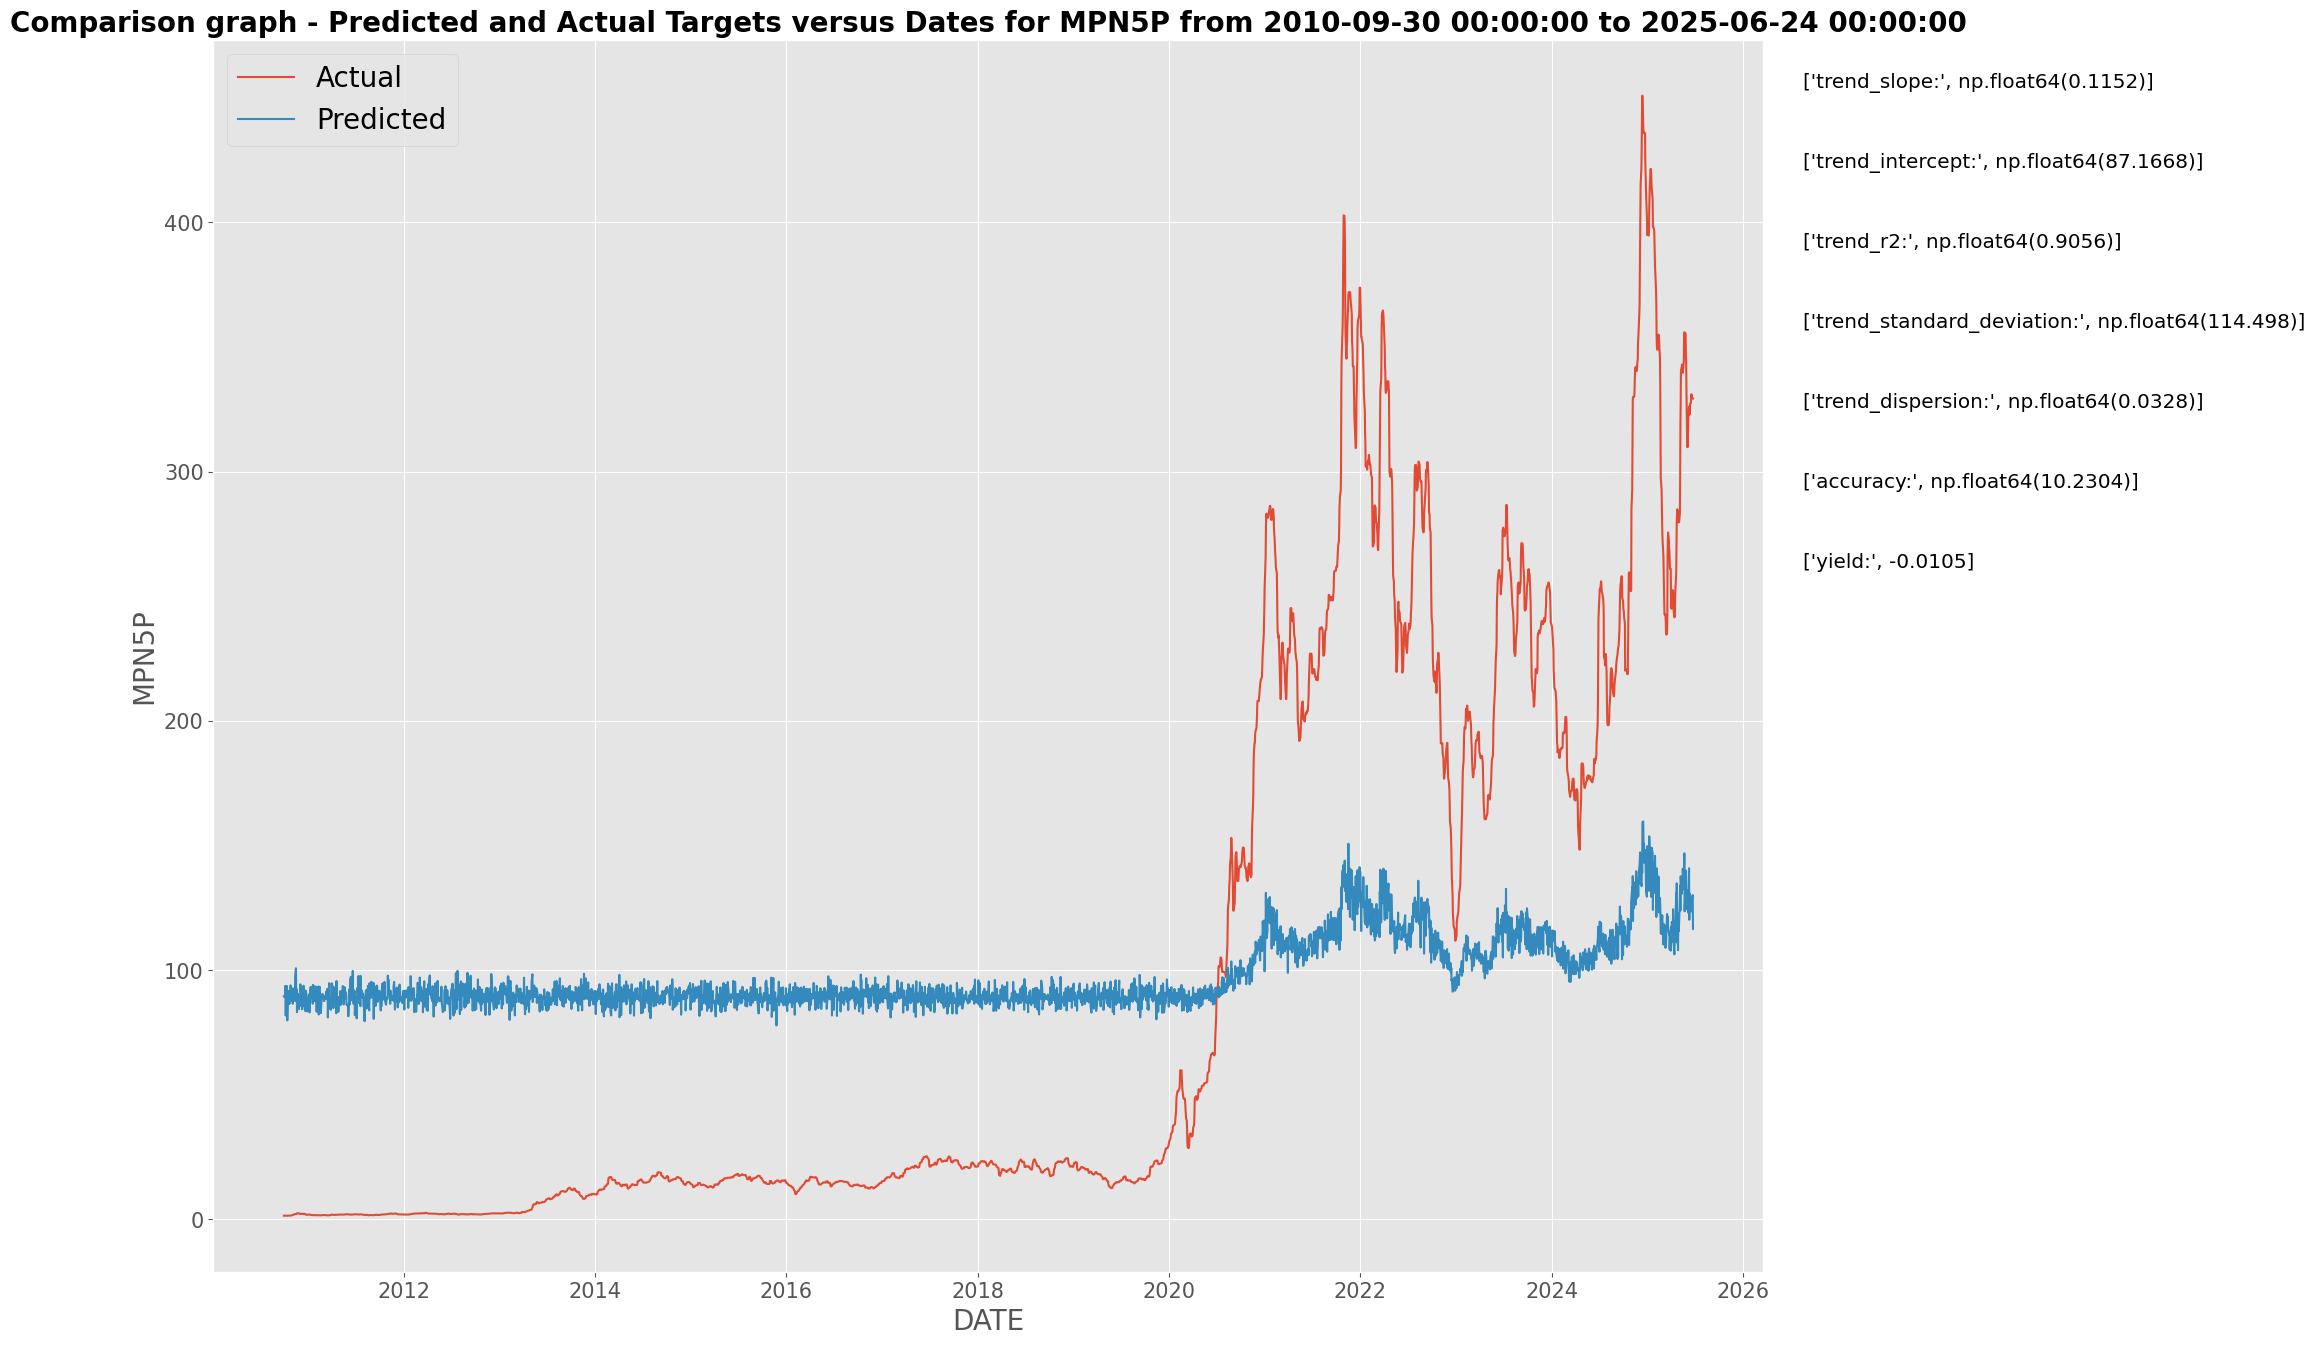 Comparison graph - Predicted and Actual Targets versus Dates for MPN5P from 2010-09-30 00:00:00 to 2025-06-24 00:00:00
Actual
Predicted
['trend_slope:', np.float64(0.1152)]
['trend_intercept:', np.float64(87.1668)]
['trend_r2:', np.float64(0.9056)]
['trend_standard_deviation:', np.float64(114.498)]
['trend_dispersion:', np.float64(0.0328)]
['accuracy:', np.float64(10.2304)]
['yield:', -0.0105]
MPN5P
400
300
200
100
0
2012 2014 2016 2018 2020 2022 2024 2026
DATE